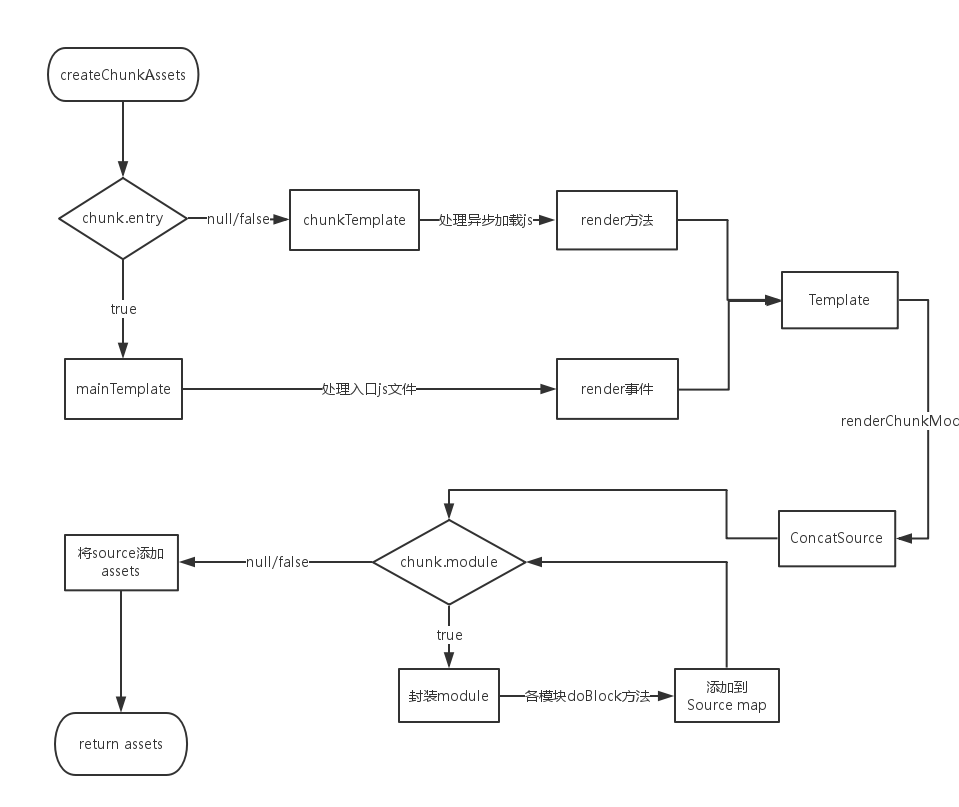 createChunkAssets
chunk.entry
null/false
chunkTemplate
处理异步加载js
render方法
Template
true
mainTemplate
处理入口js文件
render事件
renderChunkMod
ConcatSource
chunk.module
null/false
将source添加
assets
true
封装module
各模块doBlock方法
添加到
Source map
return assets